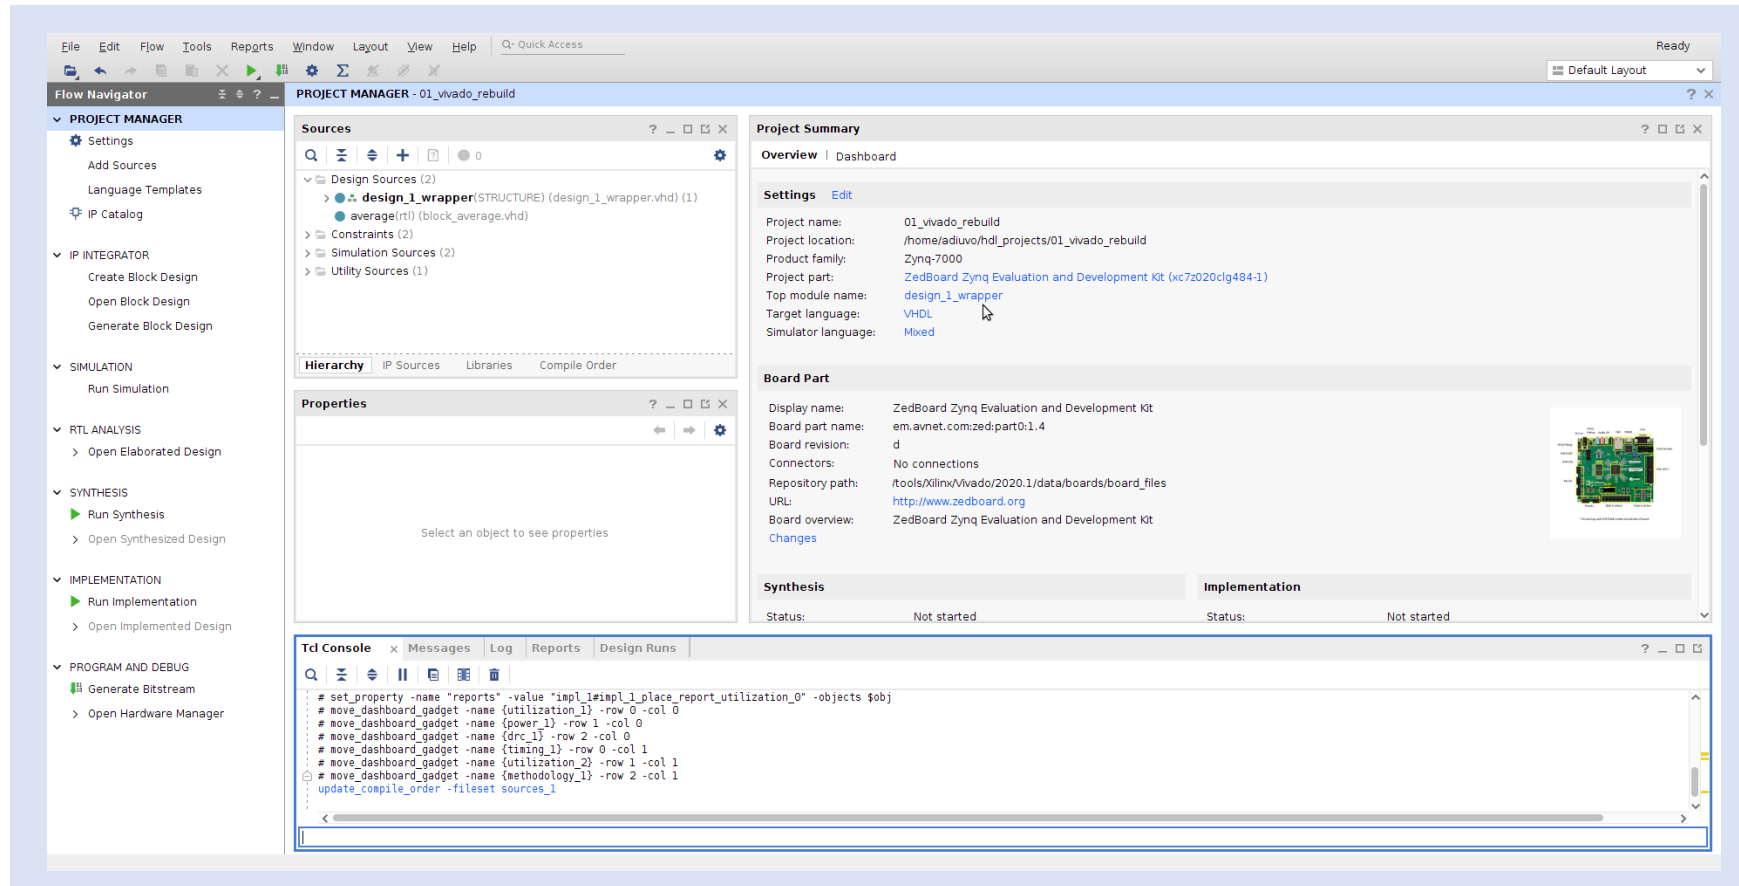 File Edit Flow Tools Reports Window Layout View Help Q- Quick Access Ready
Default Layout
Flow Navigator ? _
PROJECT MANAGER - 01_vivado_rebuild ? ×
PROJECT MANAGER
Settings
Add Sources
Language Templates
IP Catalog
IP INTEGRATOR
Create Block Design
Open Block Design
Generate Block Design
SIMULATION
Run Simulation
RTL ANALYSIS
Open Elaborated Design
SYNTHESIS
Run Synthesis
Open Synthesized Design
IMPLEMENTATION
Run Implementation
Open Implemented Design
PROGRAM AND DEBUG
Generate Bitstream
Open Hardware Manager
Sources
0
Design Sources (2)
design_1_wrapper(STRUCTURE) (design_1_wrapper.vhd) (1)
average(rtl) (block_average.vhd)
Constraints (2)
Simulation Sources (2)
Utility Sources (1)
Hierarchy IP Sources Libraries Compile Order
Properties
Select an object to see properties
Project Summary
Overview | Dashboard
Settings Edit
Project name: 01_vivado_rebuild
Project location: /home/adiuvo/hdl_projects/01_vivado_rebuild
Product family: Zynq-7000
Project part: ZedBoard Zynq Evaluation and Development Kit (xc7z020clg484-1)
Top module name: design_1_wrapper
Target language: VHDL
Simulator language: Mixed
Board Part
Display name: ZedBoard Zynq Evaluation and Development Kit
Board part name: em.avnet.com:zed:part0:1.4
Board revision: d
Connectors: No connections
Repository path: /tools/Xilinx/Vivado/2020.1/data/boards/board_files
URL: http://www.zedboard.org
Board overview: ZedBoard Zynq Evaluation and Development Kit
Changes
Synthesis
Status: Not started
Implementation
Status: Not started
Tcl Console × Messages Log Reports Design Runs
# set_property -name "reports" -value "impl_1#impl_1_place_report_utilization_0" -objects $obj
# move_dashboard_gadget -name {utilization_1} -row 0 -col 0
# move_dashboard_gadget -name {power_1} -row 1 -col 0
# move_dashboard_gadget -name {drc_1} -row 2 -col 0
# move_dashboard_gadget -name {timing_1} -row 0 -col 1
# move_dashboard_gadget -name {utilization_2} -row 1 -col 1
# move_dashboard_gadget -name {methodology_1} -row 2 -col 1
update_compile_order -fileset sources_1